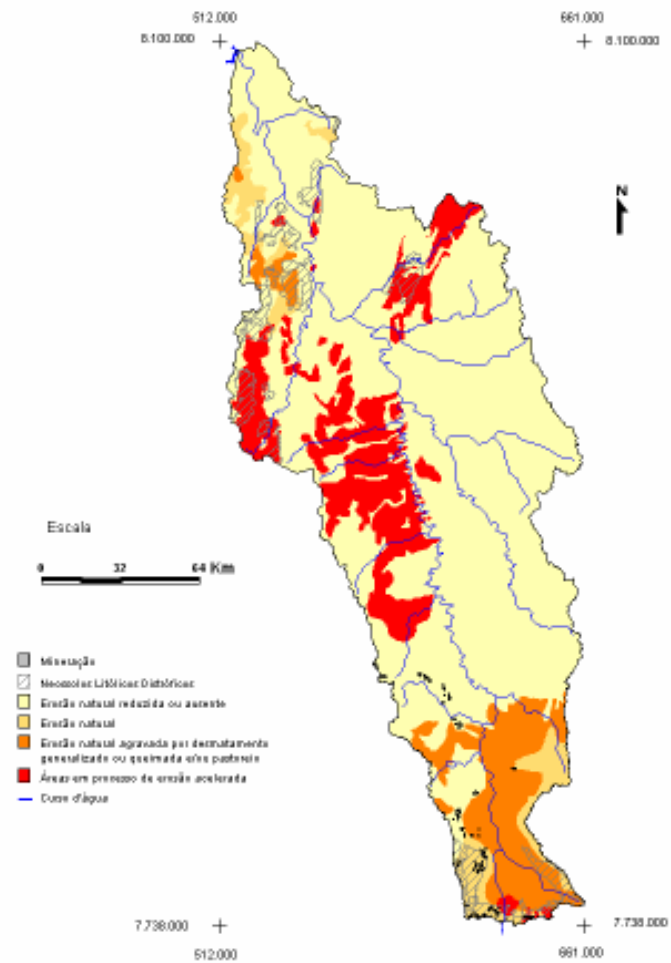 512.000 661.000
8.100.000 8.100.000
N
Escala
0 32 64 Km
Mineração
Neossolos Litólicos Distróficos
Erosão natural reduzida ou ausente
Erosão natural
Erosão natural agravada por desmatamento
generalizado ou queimada e/ou pastoreio
Áreas em processo de erosão acelerada
Curso d'água
7.738.000 7.738.000
512.000 661.000